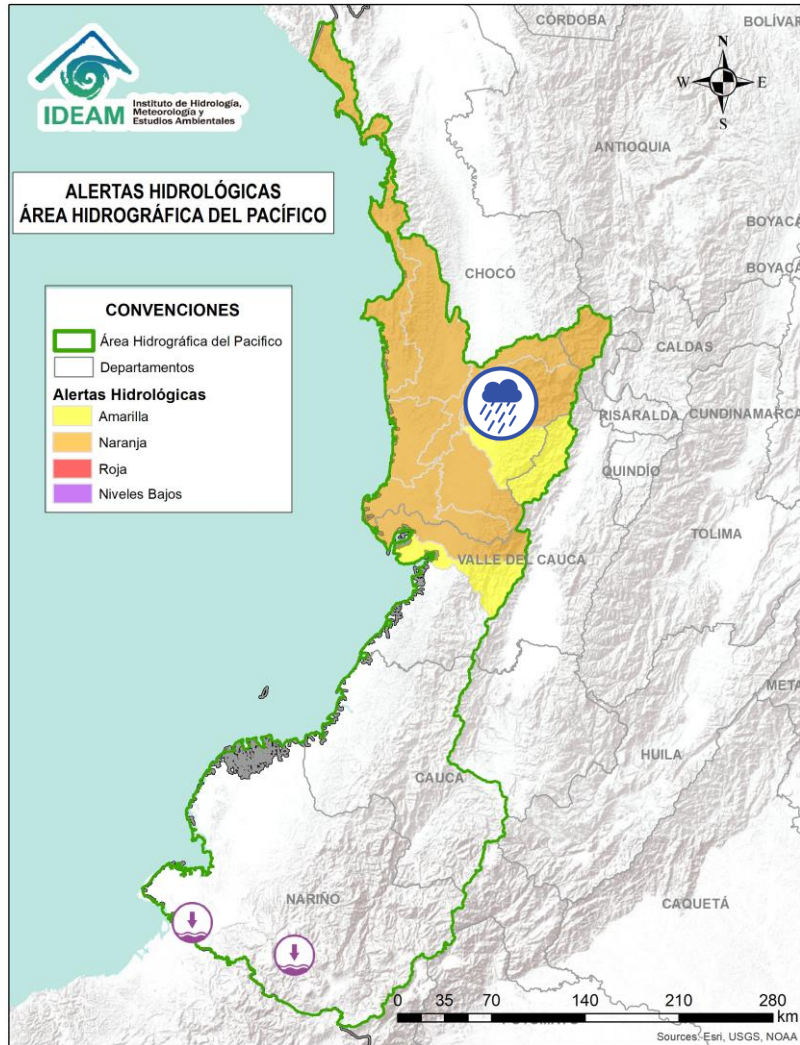 CÓRDOBA
BOLÍVAR
N
W E
S
IDEAM
Instituto de Hidrología,
Meteorología y
Estudios Ambientales
ANTIOQUIA
ALERTAS HIDROLÓGICAS
ÁREA HIDROGRÁFICA DEL PACÍFICO
BOYACÁ
BOYACÁ
CHOCÓ
CONVENCIONES
Área Hidrográfica del Pacifico
Departamentos
Alertas Hidrológicas
Amarilla
Naranja
Roja
Niveles Bajos
CALDAS
RISARALDA
CUNDINAMARCA
QUINDÍO
TOLIMA
VALLE DEL CAUCA
META
HUILA
CAUCA
NARIÑO
CAQUETÁ
0 35 70 140 210 280
km
Sources: Esri, USGS, NOAA